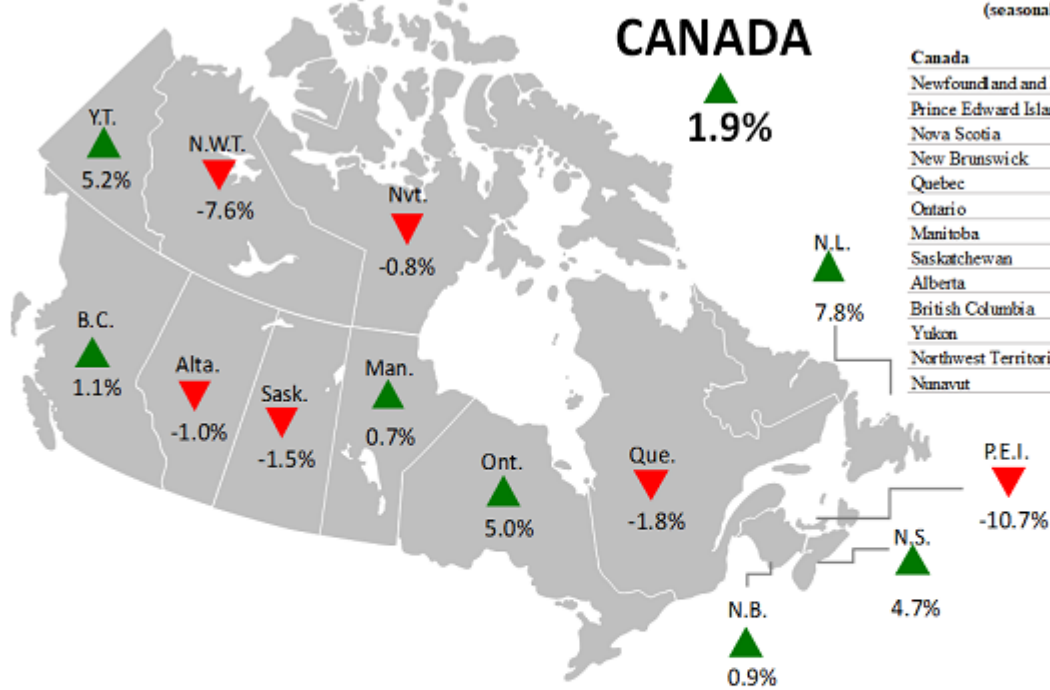 (seasonal
CANADA
1.9%
Canada
Newfoundland and
Prince Edward Islan
Nova Scotia
New Brunswick
Quebec
Ontario
Manitoba
Saskatchewan
Alberta
British Columbia
Yukon
Northwest Territori
Nunavut
Y.T.
5.2%
N.W.T.
-7.6%
Nvt.
-0.8%
N.L.
7.8%
B.C.
1.1%
Alta.
-1.0%
Sask.
-1.5%
Man.
0.7%
Ont.
5.0%
Que.
-1.8%
P.E.I.
-10.7%
N.S.
4.7%
N.B.
0.9%